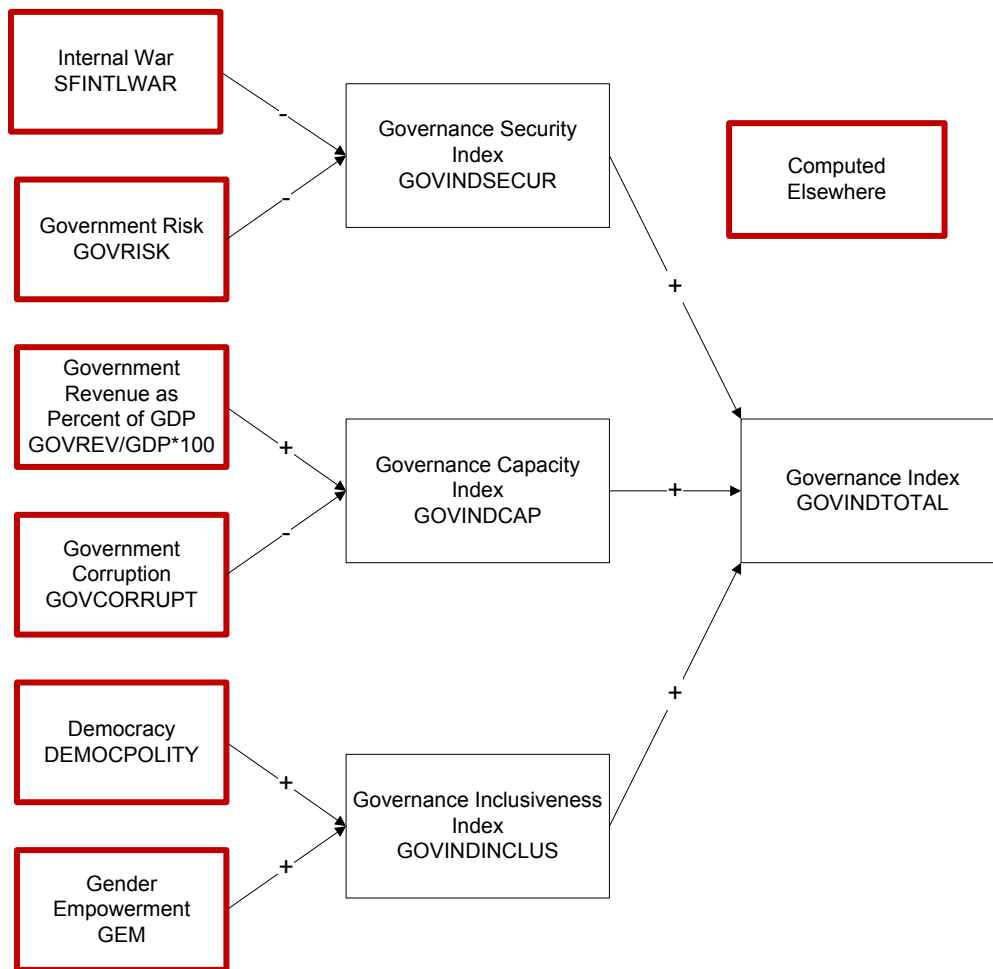 Internal War
SFINTLWAR
-
Government Risk
GOVRISK
-
Governance Security
Index
GOVINDSECUR
+
Computed
Elsewhere
Government
Revenue as
Percent of GDP
GOVREV/GDP*100
+
Government
Corruption
GOVCORRUPT
-
Governance Capacity
Index
GOVINDCAP
+
Governance Index
GOVINDTOTAL
Democracy
DEMOCPOLITY
+
Gender
Empowerment
GEM
+
Governance Inclusiveness
Index
GOVINDINCLUS
+